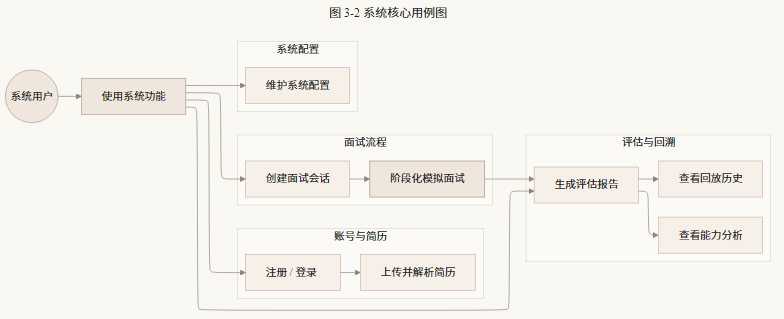 图 3-2 系统核心用例图
系统用户
使用系统功能
系统配置
维护系统配置
面试流程
创建面试会话
阶段化模拟面试
账号与简历
注册 / 登录
上传并解析简历
评估与回溯
生成评估报告
查看回放历史
查看能力分析